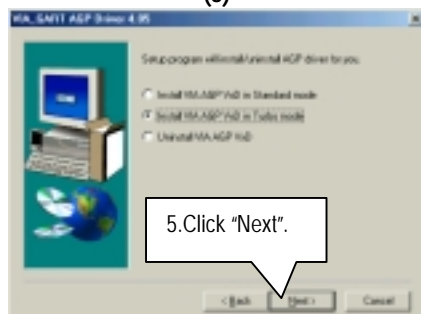 (5)
VIA_GART AGP Driver 4.05
Setup program will install/uninstall AGP driver for you.
Install VIA AGP VxD in Standard mode
Install VIA AGP VxD in Turbo mode
Uninstall VIA AGP VxD
5.Click “Next”.
< Back
Next >
Cancel